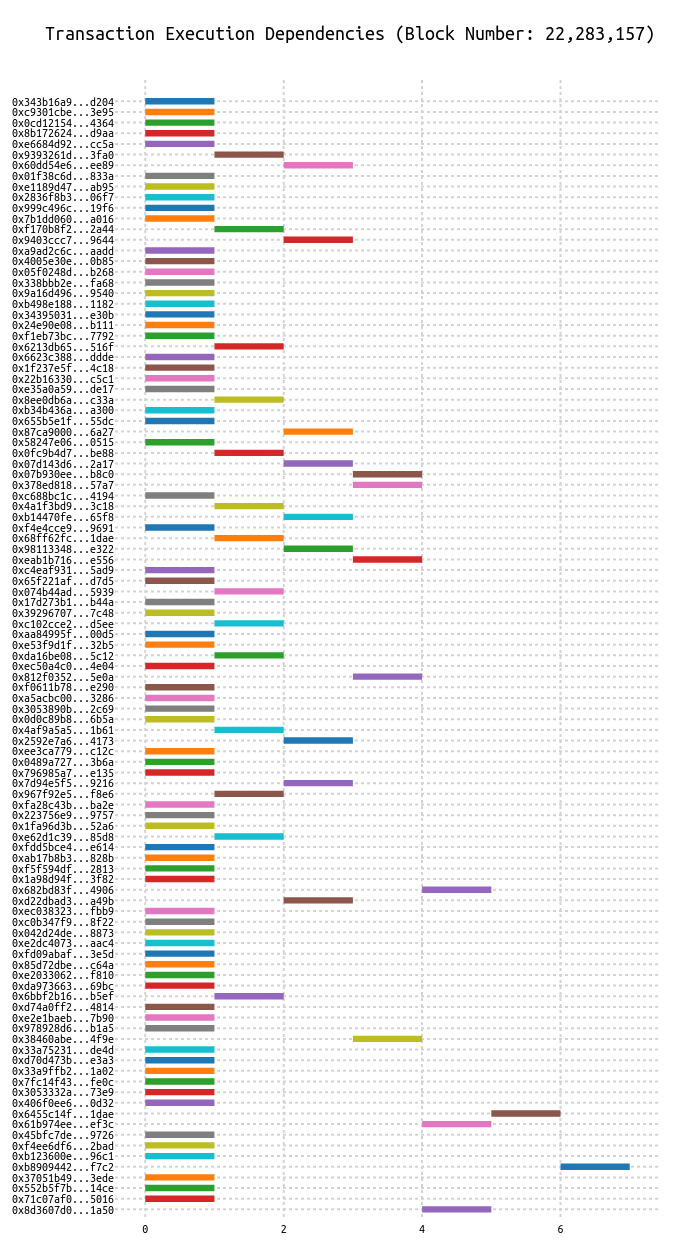 Transaction Execution Dependencies (Block Number: 22,283,157)
0x343b16a9...d204
0xc9301cbe...3e95
0x0cd12154...4364
0x8b172624...d9aa
0xe6684d92...cc5a
0x9393261d...3fa0
0x60dd54e6...ee89
0x01f38c6d...833a
0xe1189d47...ab95
0x2836f8b3...06f7
0x999c496c...19f6
0x7b1dd060...a016
0xf170b8f2...2a44
0x9403ccc7...9644
0xa9ad2c6c...aadd
0x4005e30e...0b85
0x05f0248d...b268
0x338bbb2e...fa68
0x9a16d496...9540
0xb498e188...1182
0x34395031...e30b
0x24e90e08...b111
0xf1eb73bc...7792
0x6213db65...516f
0x6623c388...ddde
0x1f237e5f...4c18
0x22b16330...c5c1
0xe35a0a59...de17
0x8ee0db6a...c33a
0xb34b436a...a300
0x655b5e1f...55dc
0x87ca9000...6a27
0x58247e06...0515
0x0fc9b4d7...be88
0x07d143d6...2a17
0x07b930ee...b8c0
0x378ed818...57a7
0xc688bc1c...4194
0x4a1f3bd9...3c18
0xb14470fe...65f8
0xf4e4cce9...9691
0x68ff62fc...1dae
0x98113348...e322
0xeab1b716...e556
0xc4eaf931...5ad9
0x65f221af...d7d5
0x074b44ad...5939
0x17d273b1...b44a
0x39296707...7c48
0xc102cce2...d5ee
0xaa84995f...00d5
0xe53f9d1f...32b5
0xda16be08...5c12
0xec50a4c0...4e04
0x812f0352...5e0a
0xf0611b78...e290
0xa5acbc00...3286
0x3053890b...2c69
0x0d0c89b8...6b5a
0x4af9a5a5...1b61
0x2592e7a6...4173
0xee3ca779...c12c
0x0489a727...3b6a
0x796985a7...e135
0x7d94e5f5...9216
0x967f92e5...f8e6
0xfa28c43b...ba2e
0x223756e9...9757
0x1fa96d3b...52a6
0xe62d1c39...85d8
0xfdd5bce4...e614
0xab17b8b3...828b
0xf5f594df...2813
0x1a98d94f...3f82
0x682bd83f...4906
0xd22dbad3...a49b
0xec038323...fbb9
0xc0b347f9...8f22
0x042d24de...8873
0xe2dc4073...aac4
0xfd09abaf...3e5d
0x85d72dbe...c64a
0xe2033062...f810
0xda973663...69bc
0x6bbf2b16...b5ef
0xd74a0ff2...4814
0xe2e1baeb...7b90
0x978928d6...b1a5
0x38460abe...4f9e
0x33a75231...de4d
0xd70d473b...e3a3
0x33a9ffb2...1a02
0x7fc14f43...fe0c
0x3053332a...73e9
0x406f0ee6...0d32
0x6455c14f...1dae
0x61b974ee...ef3c
0x45bfc7de...9726
0xf4ee6df6...2bad
0xb123600e...96c1
0xb8909442...f7c2
0x37051b49...3ede
0x552b5f7b...14ce
0x71c07af0...5016
0x8d3607d0...1a50
0 2 4 6